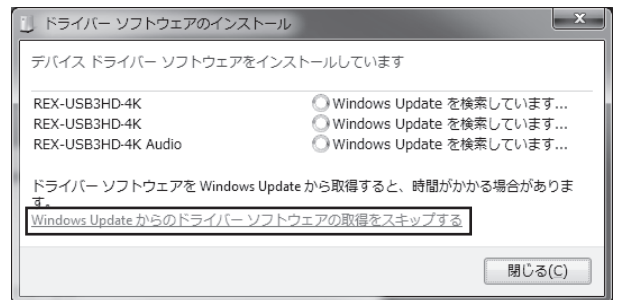 ドライバー ソフトウェアのインストール
デバイス ドライバー ソフトウェアをインストールしています
REX-USB3HD-4K Windows Update を検索しています...
REX-USB3HD-4K Windows Update を検索しています...
REX-USB3HD-4K Audio Windows Update を検索しています...
ドライバー ソフトウェアを Windows Update から取得すると、時間がかかる場合がありま
す。
Windows Update からのドライバー ソフトウェアの取得をスキップする
閉じる(C)